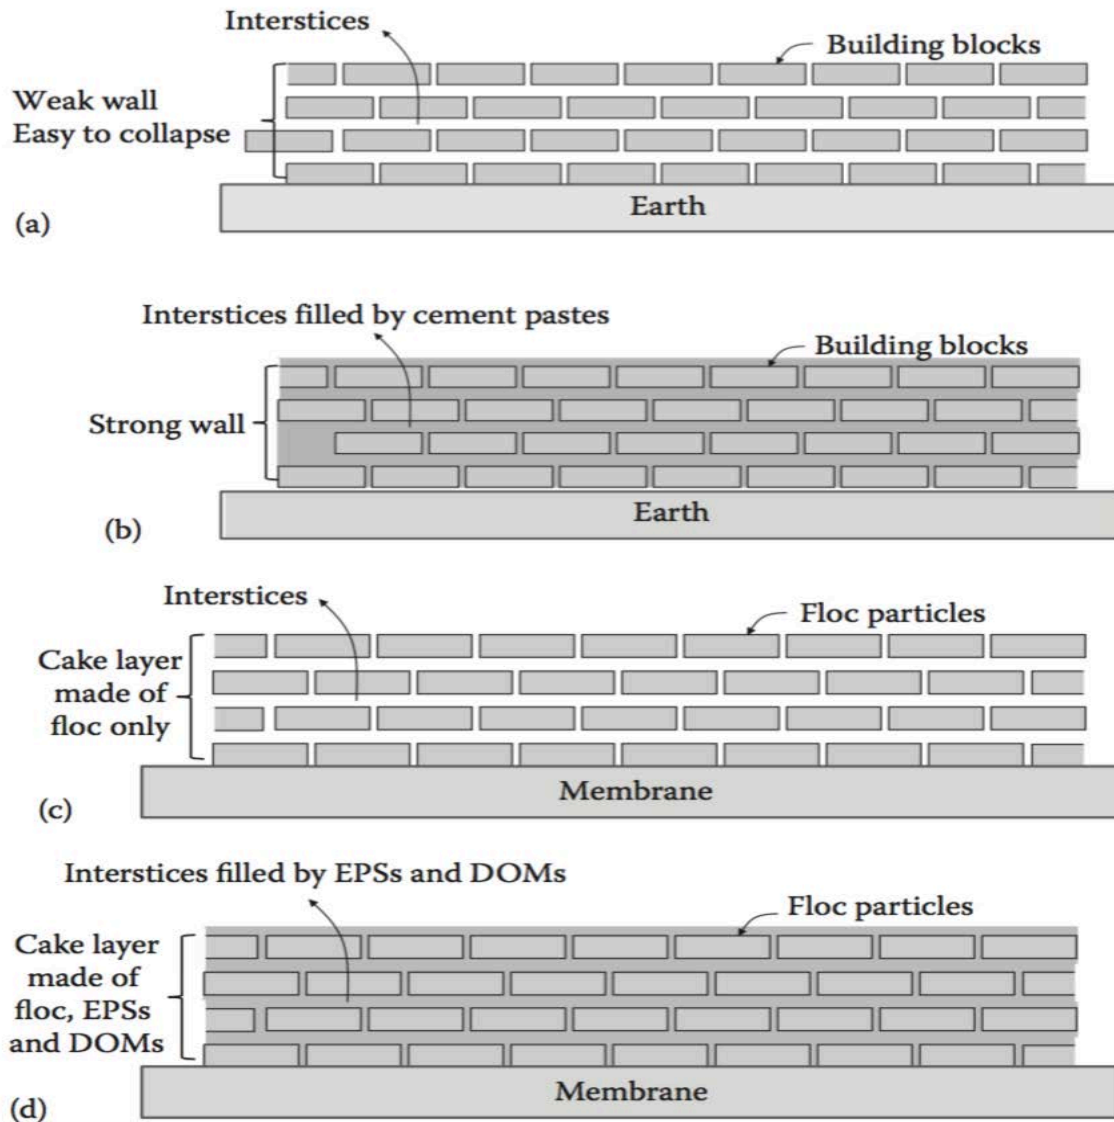 Interstices
Building blocks
Weak wall
Easy to collapse
Earth
(a)
Interstices filled by cement pastes
Building blocks
Strong wall
Earth
(b)
Interstices
Floc particles
Cake layer
made of
floc only
Membrane
(c)
Interstices filled by EPSs and DOMs
Floc particles
Cake layer
made of
floc, EPSs
and DOMs
Membrane
(d)